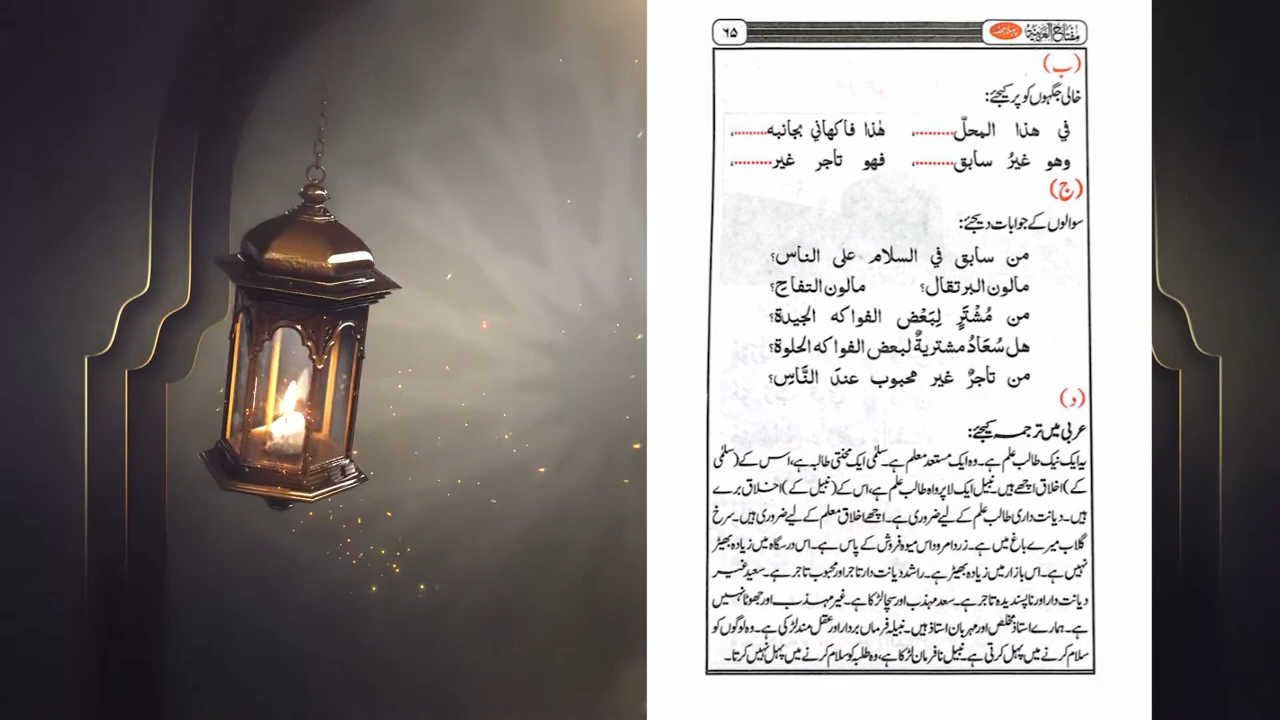 مفتاح العربية ۶۵
(ب)
خالی جگہوں کو پر کیجئے:
في هذا المحلّ.........، هٰذا فاكهاني بجانبه.........،
وهو غيرُ سابق.........، فهو تاجر غير.........،
(ج)
سوالوں کے جوابات دیجئے:
من سابق في السلام على الناس؟
مالون البرتقال؟ مالون التفاح؟
من مُشْتَرٍ لِبَعْضِ الفواكه الجيدة؟
هل سُعَادُ مشتريةٌ لبعض الفواكه الحلوة؟
من تاجرٌ غير محبوب عندَ النَّاسِ؟
(د)
عربی میں ترجمہ کیجئے:
یہ ایک نیک طالب علم ہے۔ وہ ایک مستعد معلم ہے۔ سلمٰی ایک محنتی طالبہ ہے، اس کے (سلمٰی
کے) اخلاق اچھے ہیں۔ نبیل ایک لاپرواہ طالب علم ہے، اس کے (نبیل کے) اخلاق برے
ہیں۔ دیانت داری طالب علم کے لیے ضروری ہے۔ اچھے اخلاق معلم کے لیے ضروری ہیں۔ سرخ
گلاب میرے باغ میں ہے۔ زرد امرود اس میوہ فروش کے پاس ہے۔ اس درسگاہ میں زیادہ بھیڑ
نہیں ہے۔ اس بازار میں زیادہ بھیڑ ہے۔ راشد دیانت دار تاجر اور محبوب تاجر ہے۔ سعید غیر
دیانت دار اور ناپسندیدہ تاجر ہے۔ سعد مہذب اور سچا لڑکا ہے۔ غیر مہذب اور جھوٹا نہیں
ہے۔ ہمارے استاذ مخلص اور مہربان استاذ ہیں۔ نبیلہ فرماں بردار اور عقل مند لڑکی ہے۔ وہ لوگوں کو
سلام کرنے میں پہل کرتی ہے۔ نبیل نافرمان لڑکا ہے، وہ طلبہ کو سلام کرنے میں پہل نہیں کرتا۔